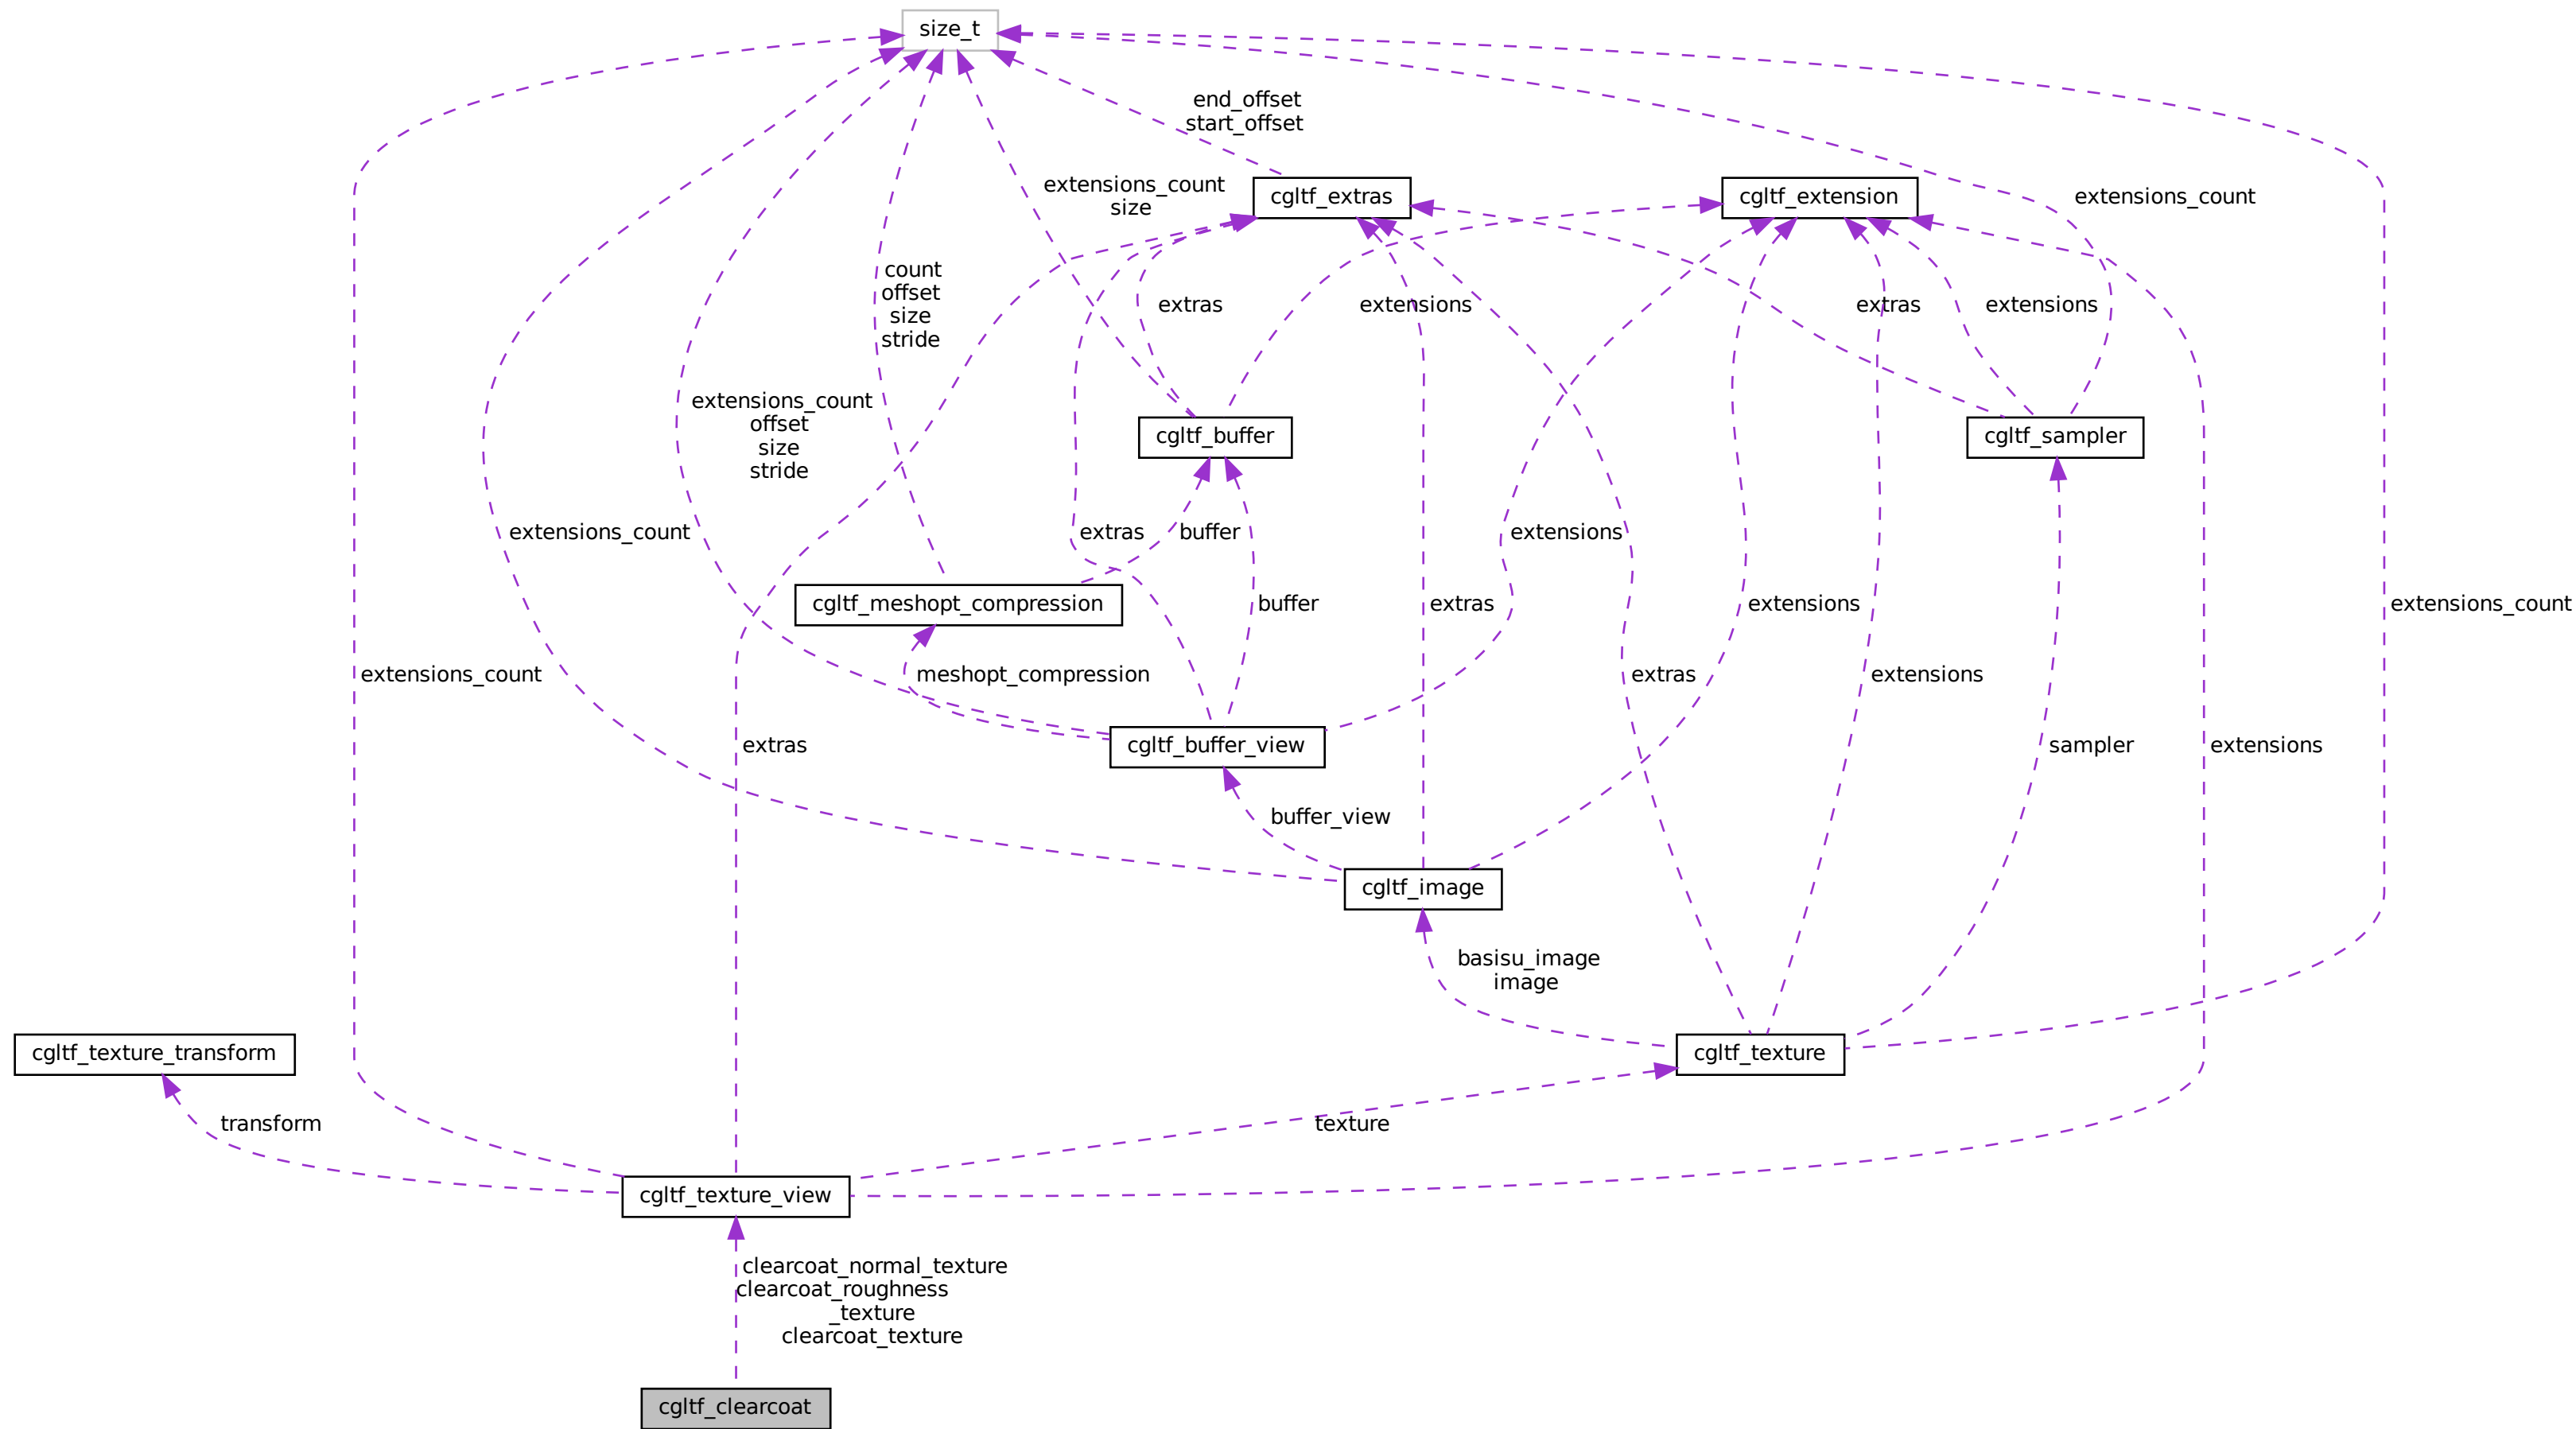 size_t
end_offset
start_offset
extensions_count
size
cgltf_extras
cgltf_extension
extensions_count
count
offset
size
stride
extras
extensions
extras
extensions
extensions_count
offset
size
stride
cgltf_buffer
cgltf_sampler
extensions_count
extras
buffer
extensions
cgltf_meshopt_compression
buffer
extras
extensions
extensions_count
extensions_count
meshopt_compression
extras
extensions
extras
cgltf_buffer_view
sampler
extensions
buffer_view
cgltf_image
basisu_image
image
cgltf_texture_transform
cgltf_texture
transform
texture
cgltf_texture_view
clearcoat_normal_texture
clearcoat_roughness
_texture
clearcoat_texture
cgltf_clearcoat